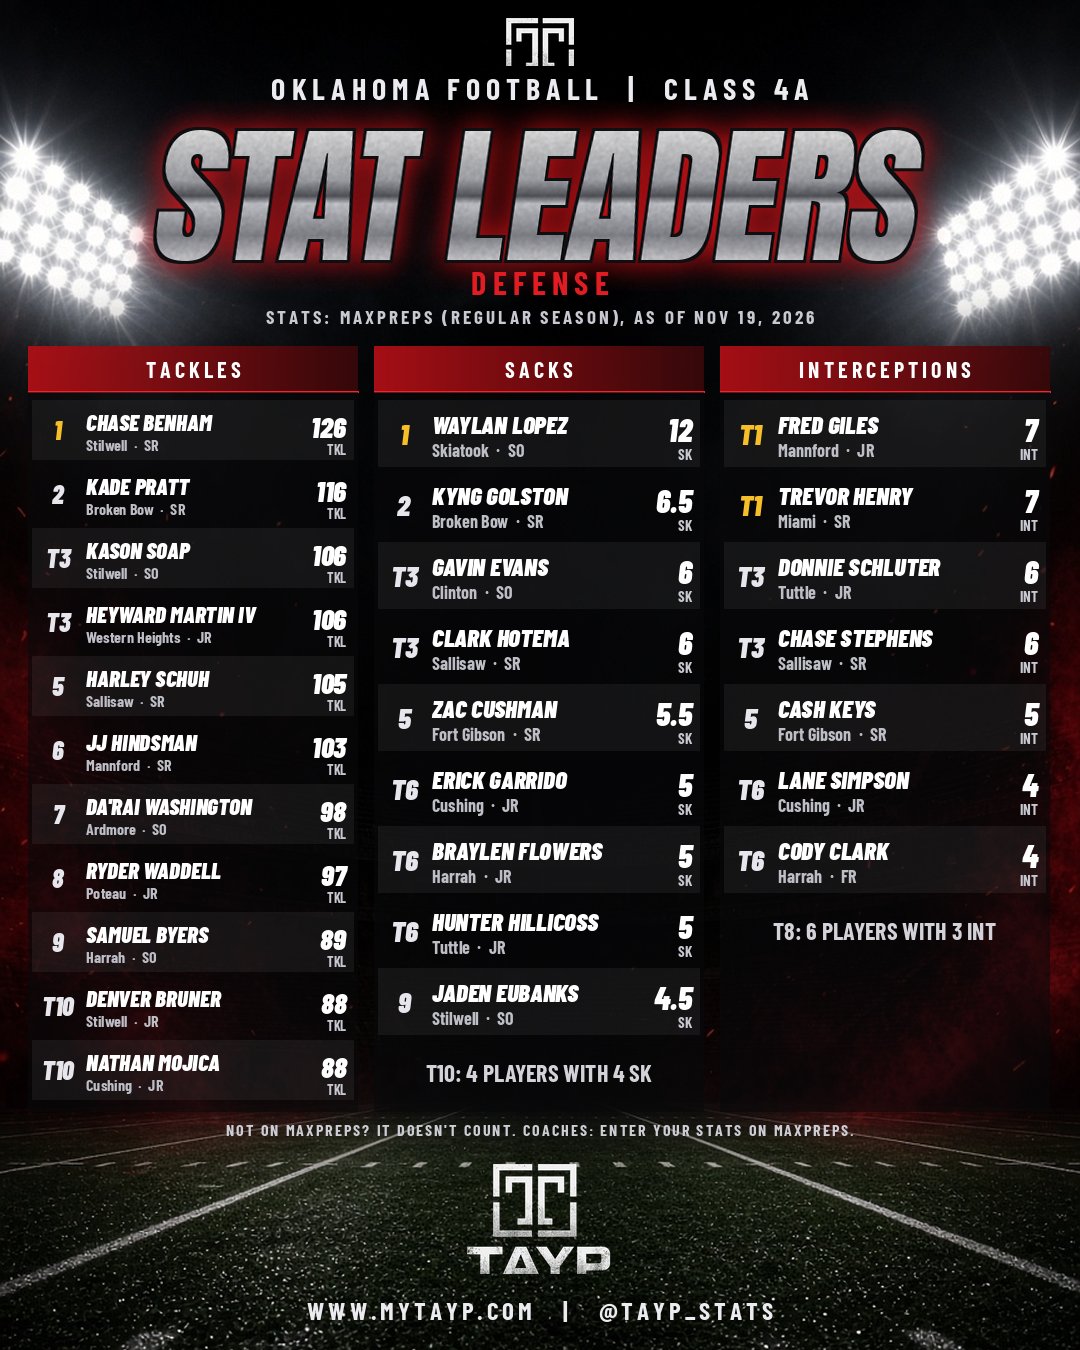 OKLAHOMA FOOTBALL | CLASS 4A
STAT LEADERS
DEFENSE
STATS: MAXPREPS (REGULAR SEASON), AS OF NOV 19, 2026
TACKLES
1 CHASE BENHAM 126
Stilwell · SR TKL
2 KADE PRATT 116
Broken Bow · SR TKL
T3 KASON SOAP 106
Stilwell · SO TKL
T3 HEYWARD MARTIN IV 106
Western Heights · JR TKL
5 HARLEY SCHUH 105
Sallisaw · SR TKL
6 JJ HINDSMAN 103
Mannford · SR TKL
7 DA'RAI WASHINGTON 98
Ardmore · SO TKL
8 RYDER WADDELL 97
Poteau · JR TKL
9 SAMUEL BYERS 89
Harrah · SO TKL
T10 DENVER BRUNER 88
Stilwell · JR TKL
T10 NATHAN MOJICA 88
Cushing · JR TKL
SACKS
1 WAYLAN LOPEZ 12
Skiatook · SO SK
2 KYNG GOLSTON 6.5
Broken Bow · SR SK
T3 GAVIN EVANS 6
Clinton · SO SK
T3 CLARK HOTEMA 6
Sallisaw · SR SK
5 ZAC CUSHMAN 5.5
Fort Gibson · SR SK
T6 ERICK GARRIDO 5
Cushing · JR SK
T6 BRAYLEN FLOWERS 5
Harrah · JR SK
T6 HUNTER HILLICOSS 5
Tuttle · JR SK
9 JADEN EUBANKS 4.5
Stilwell · SO SK
T10: 4 PLAYERS WITH 4 SK
INTERCEPTIONS
T1 FRED GILES 7
Mannford · JR INT
T1 TREVOR HENRY 7
Miami · SR INT
T3 DONNIE SCHLUTER 6
Tuttle · JR INT
T3 CHASE STEPHENS 6
Sallisaw · SR INT
5 CASH KEYS 5
Fort Gibson · SR INT
T6 LANE SIMPSON 4
Cushing · JR INT
T6 CODY CLARK 4
Harrah · FR INT
T8: 6 PLAYERS WITH 3 INT
NOT ON MAXPREPS? IT DOESN'T COUNT. COACHES: ENTER YOUR STATS ON MAXPREPS.
TAYP
WWW.MYTAYP.COM | @TAYP_STATS